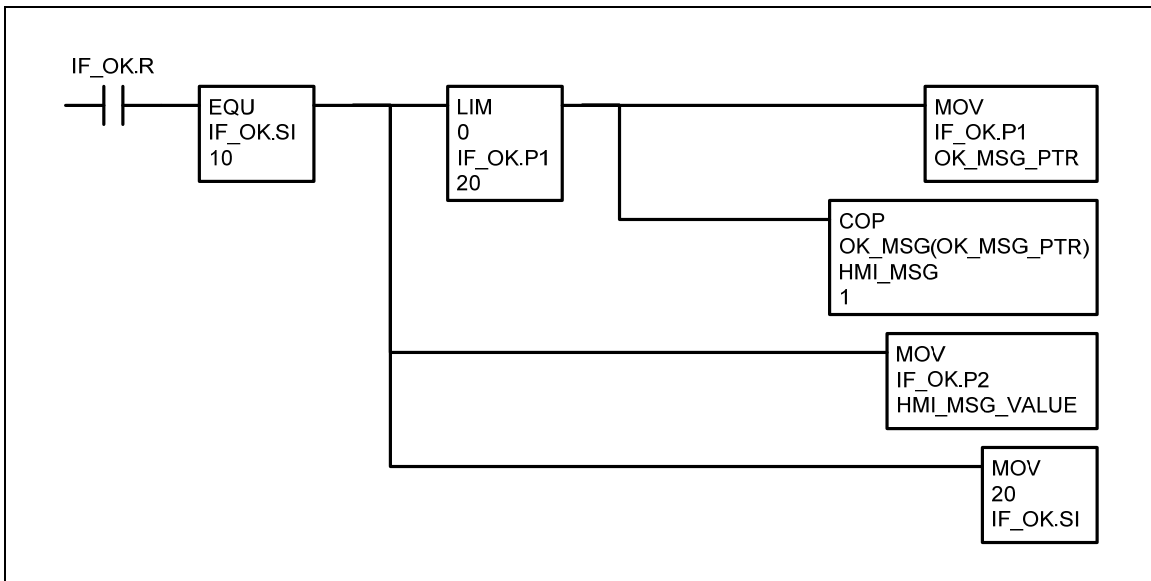 IF_OK.R
EQU
IF_OK.SI
10
LIM
0
IF_OK.P1
20
MOV
IF_OK.P1
OK_MSG_PTR
COP
OK_MSG(OK_MSG_PTR)
HMI_MSG
1
MOV
IF_OK.P2
HMI_MSG_VALUE
MOV
20
IF_OK.SI